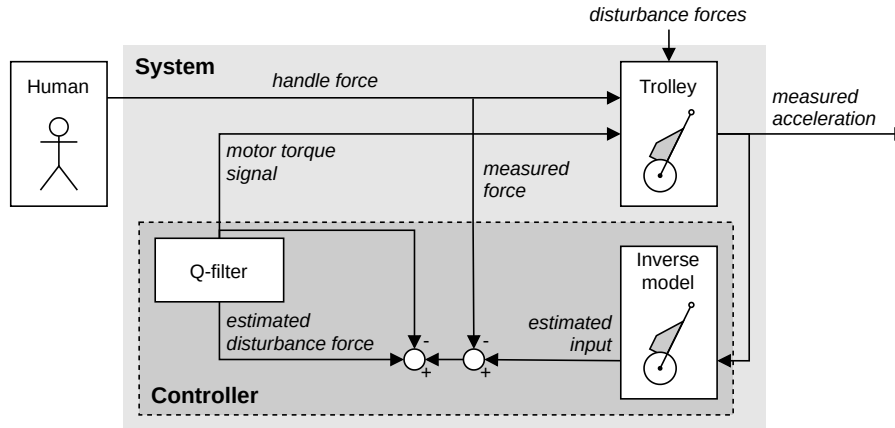 disturbance forces
System
Human
handle force
Trolley
measured
acceleration
motor torque
signal
measured
force
Q-filter
Inverse
model
estimated
disturbance force
estimated
input
-
-
+
+
Controller